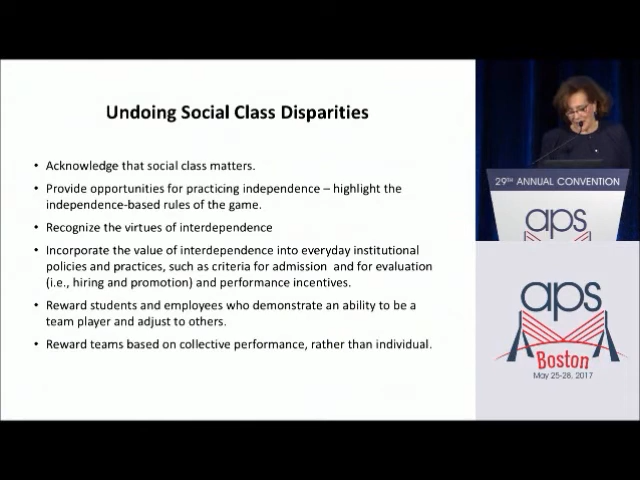 Undoing Social Class Disparities
• Acknowledge that social class matters.
• Provide opportunities for practicing independence – highlight the
independence-based rules of the game.
• Recognize the virtues of interdependence
• Incorporate the value of interdependence into everyday institutional
policies and practices, such as criteria for admission and for evaluation
(i.e., hiring and promotion) and performance incentives.
• Reward students and employees who demonstrate an ability to be a
team player and adjust to others.
• Reward teams based on collective performance, rather than individual.
29TH ANNUAL CONVENTION
aps
aps
Boston
May 25-28, 2017